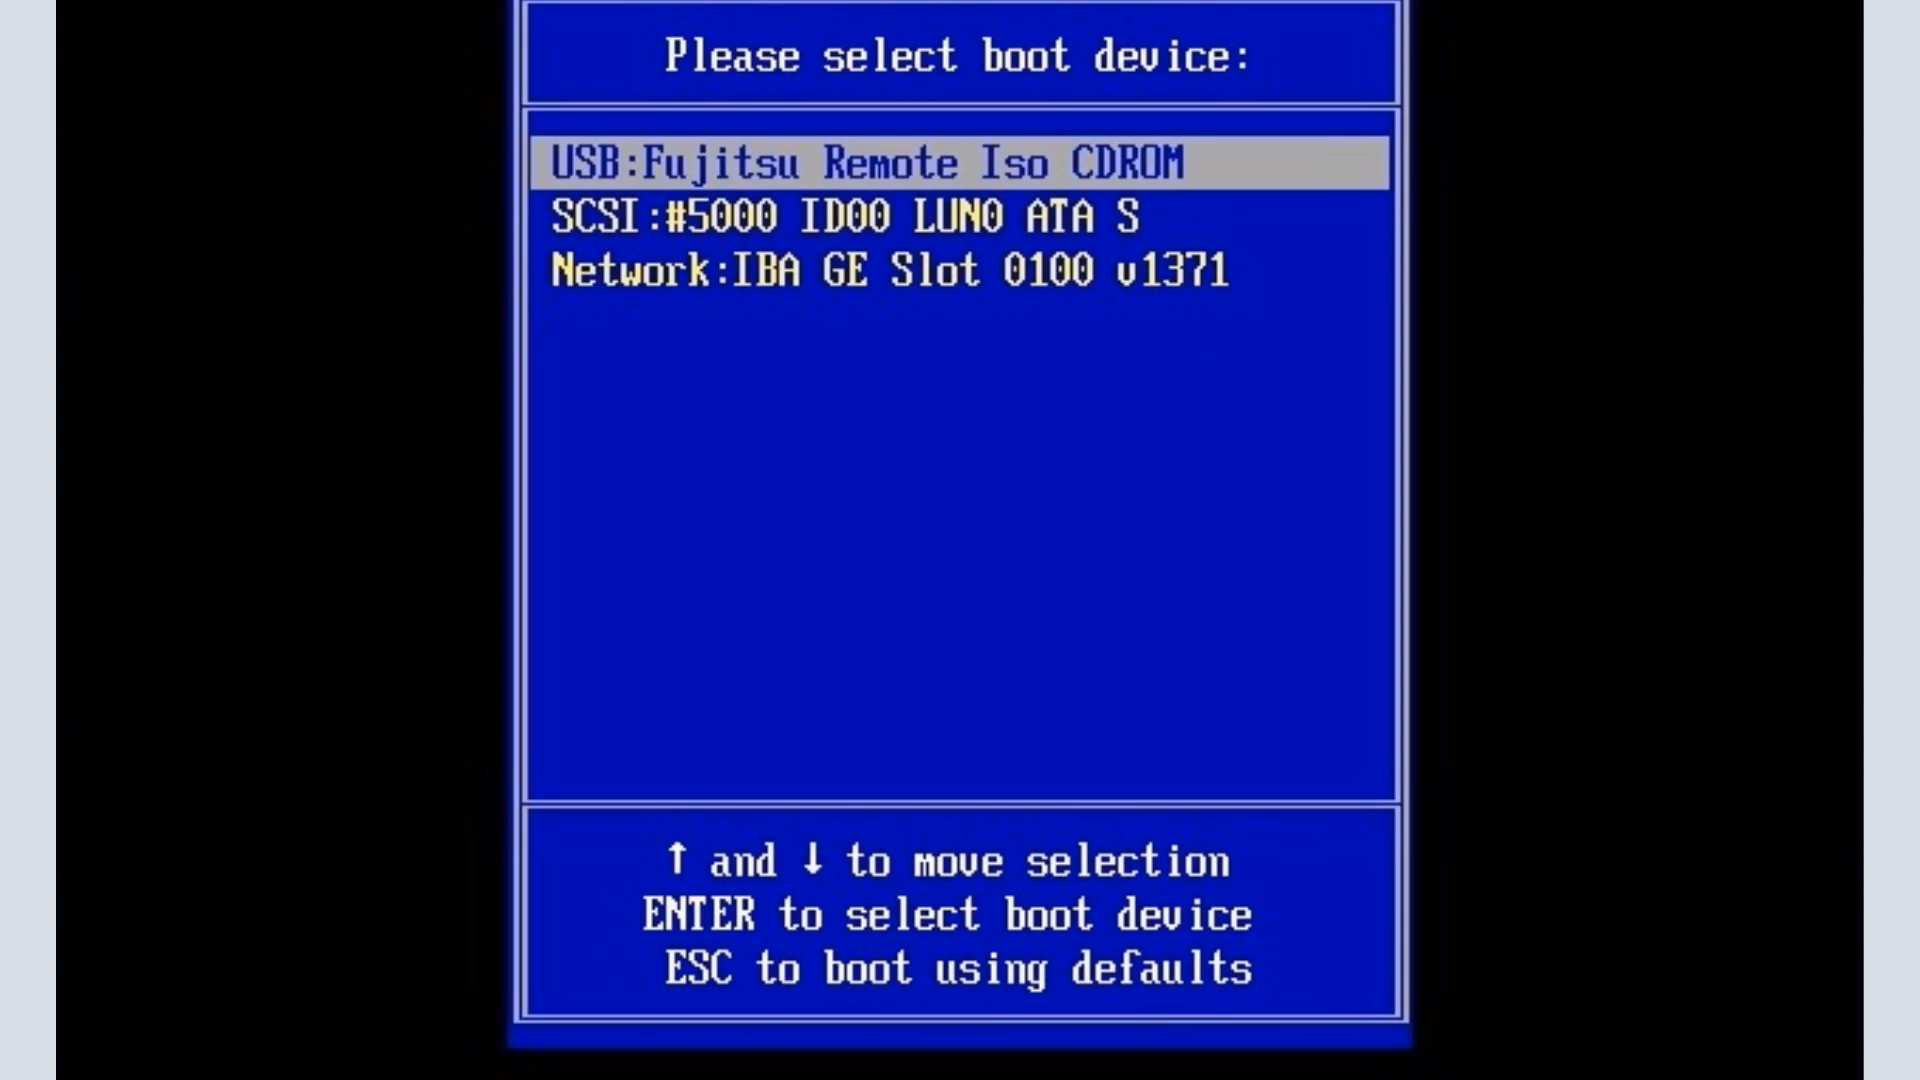 Please select boot device:
USB:Fujitsu Remote Iso CDROM
SCSI:#5000 ID00 LUN0 ATA S
Network:IBA GE Slot 0100 v1371
↑ and ↓ to move selection
ENTER to select boot device
ESC to boot using defaults